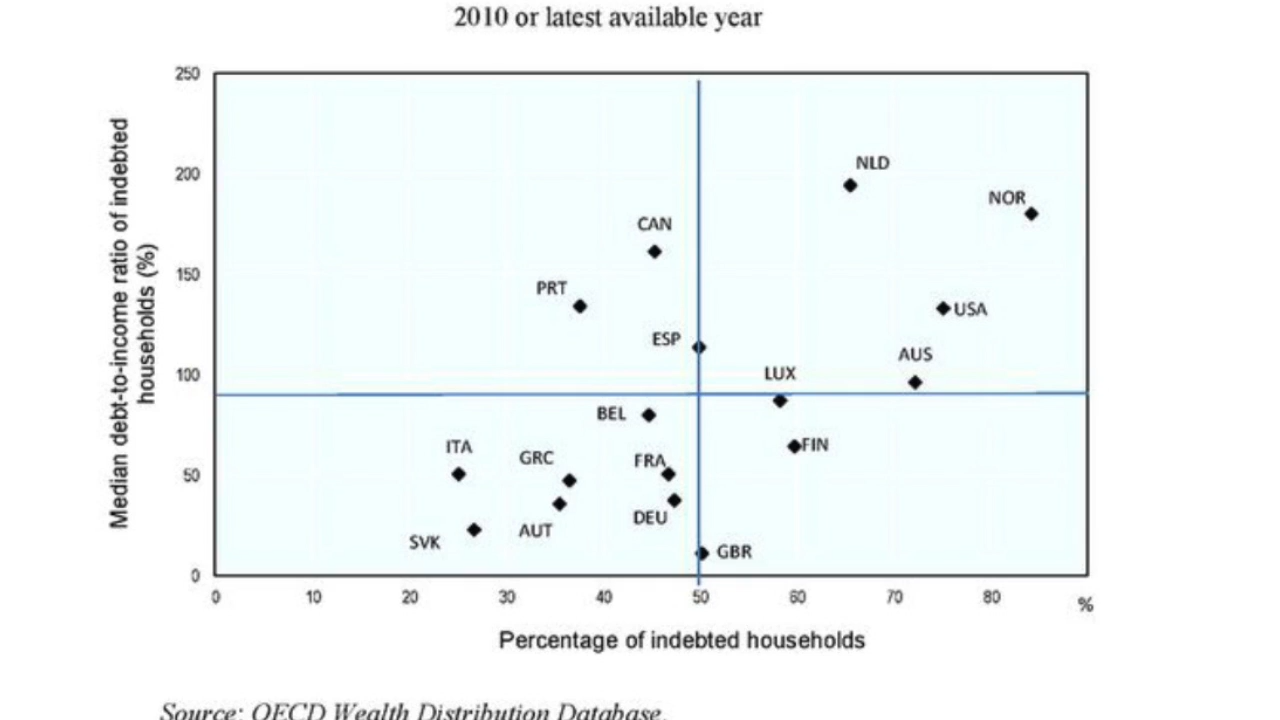 2010 or latest available year
Median debt-to-income ratio of indebted
households (%)
250
200
150
100
50
0
NLD
NOR
CAN
PRT
USA
ESP
AUS
LUX
BEL
ITA
GRC
FRA
FIN
DEU
AUT
SVK
GBR
0 10 20 30 40 50 60 70 80 %
Percentage of indebted households
Source: OECD Wealth Distribution Database.